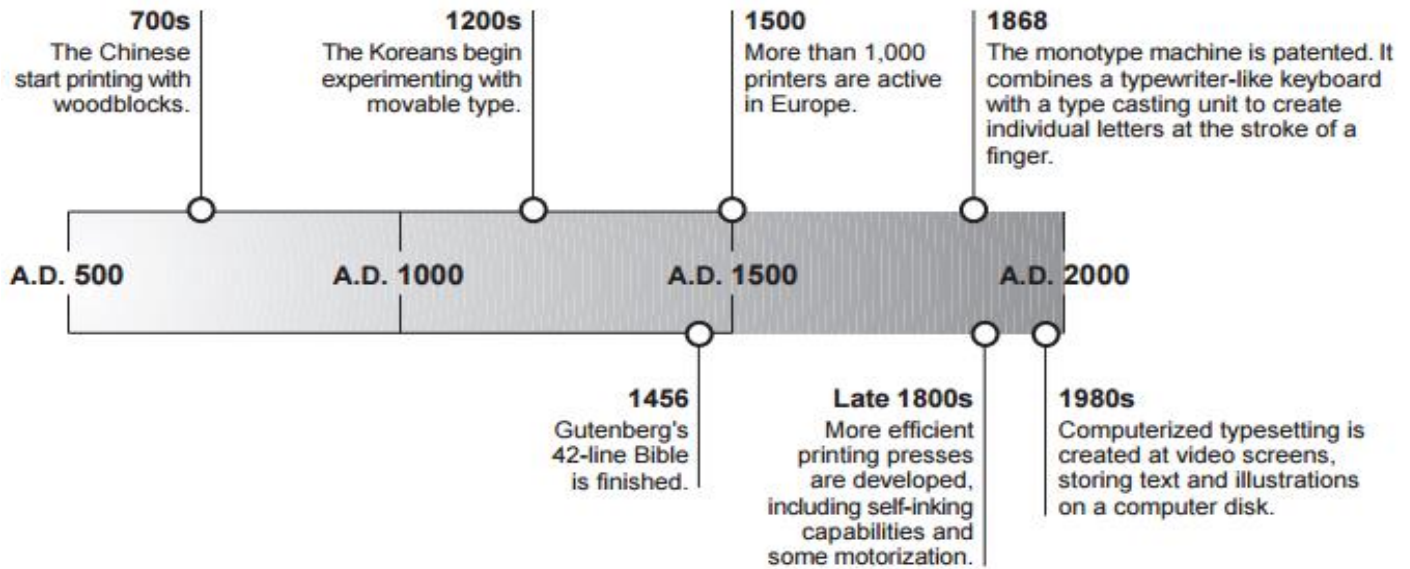 700s
The Chinese
start printing with
woodblocks.
1200s
The Koreans begin
experimenting with
movable type.
1500
More than 1,000
printers are active
in Europe.
1868
The monotype machine is patented. It
combines a typewriter-like keyboard
with a type casting unit to create
individual letters at the stroke of a
finger.
A.D. 500
A.D. 1000
A.D. 1500
A.D. 2000
1456
Gutenberg's
42-line Bible
is finished.
Late 1800s
More efficient
printing presses
are developed,
including self-inking
capabilities and
some motorization.
1980s
Computerized typesetting is
created at video screens,
storing text and illustrations
on a computer disk.